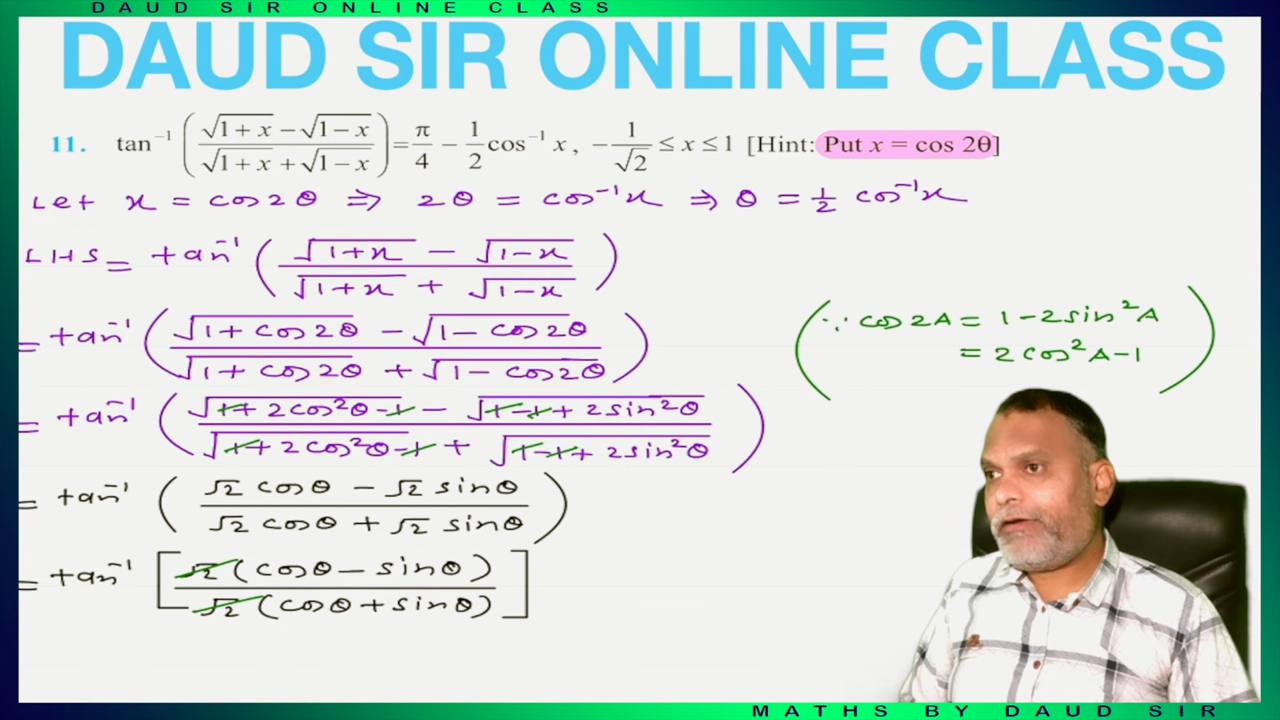 DAUD SIR ONLINE CLASS
DAUD SIR ONLINE CLASS
11. tan⁻¹ ( (√(1+x) − √(1−x)) / (√(1+x) + √(1−x)) ) = π/4 − 1/2 cos⁻¹ x, −1/√2 ≤ x ≤ 1 [Hint: Put x = cos 2θ]
Let x = cos2θ ⇒ 2θ = cos⁻¹x ⇒ θ = 1/2 cos⁻¹x
LHS = tan⁻¹ ( (√(1+x) − √(1−x)) / (√(1+x) + √(1−x)) )
= tan⁻¹ ( (√(1+cos2θ) − √(1−cos2θ)) / (√(1+cos2θ) + √(1−cos2θ)) )
(∵ cos2A = 1−2sin²A
= 2cos²A−1)
= tan⁻¹ ( (√(1+2cos²θ−1) − √(1−1+2sin²θ)) / (√(1+2cos²θ−1) + √(1−1+2sin²θ)) )
= tan⁻¹ ( (√2 cosθ − √2 sinθ) / (√2 cosθ + √2 sinθ) )
= tan⁻¹ [ √2(cosθ − sinθ) / √2(cosθ + sinθ) ]
MATHS BY DAUD SIR